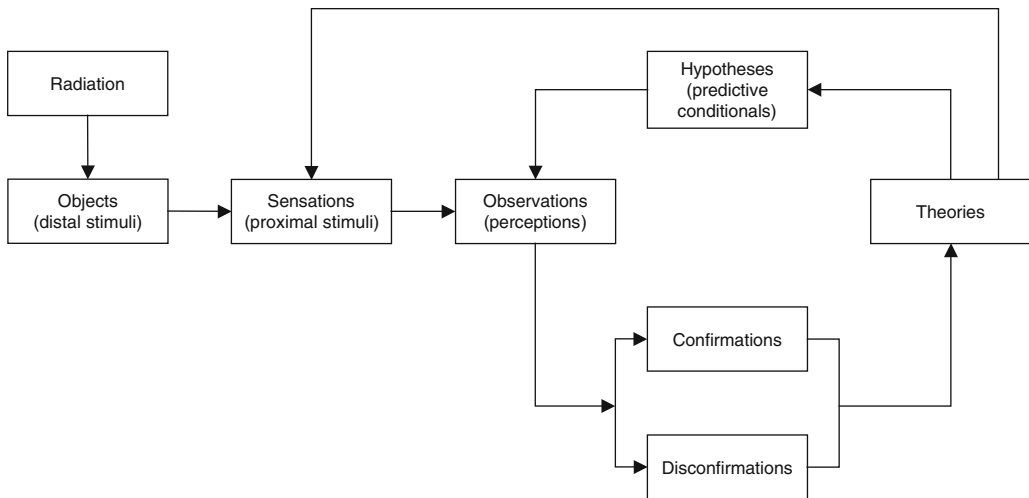 Radiation
Hypotheses
(predictive
conditionals)
Objects
(distal stimuli)
Sensations
(proximal stimuli)
Observations
(perceptions)
Theories
Confirmations
Disconfirmations